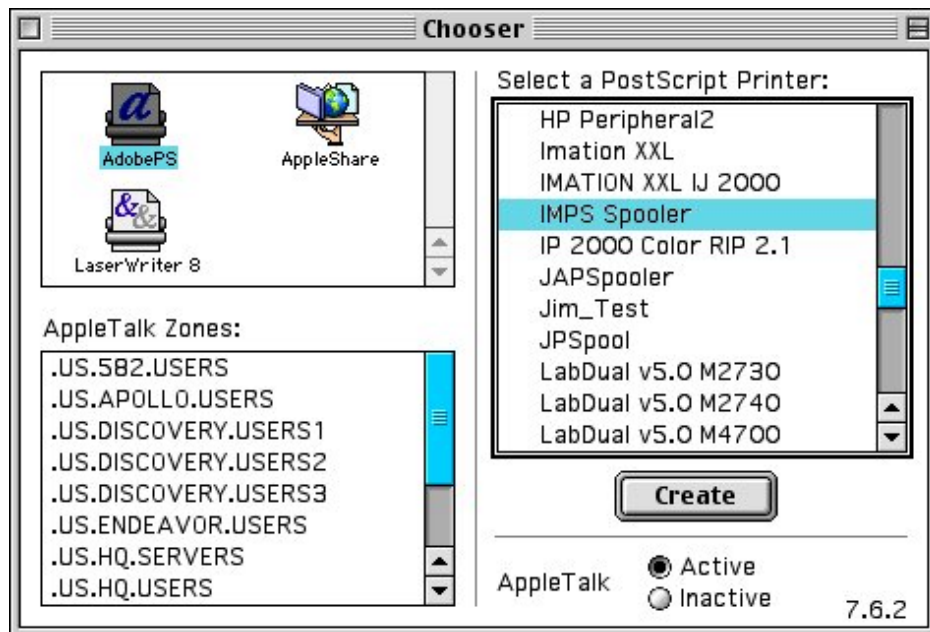 Chooser
AdobePS
AppleShare
LaserWriter 8
AppleTalk Zones:
.US.582.USERS
.US.APOLLO.USERS
.US.DISCOVERY.USERS1
.US.DISCOVERY.USERS2
.US.DISCOVERY.USERS3
.US.ENDEAVOR.USERS
.US.HQ.SERVERS
.US.HQ.USERS
Select a PostScript Printer:
HP Peripheral2
Imation XXL
IMATION XXL IJ 2000
IMPS Spooler
IP 2000 Color RIP 2.1
JAPSpooler
Jim_Test
JPSpool
LabDual v5.0 M2730
LabDual v5.0 M2740
LabDual v5.0 M4700
Create
AppleTalk
Active
Inactive
7.6.2